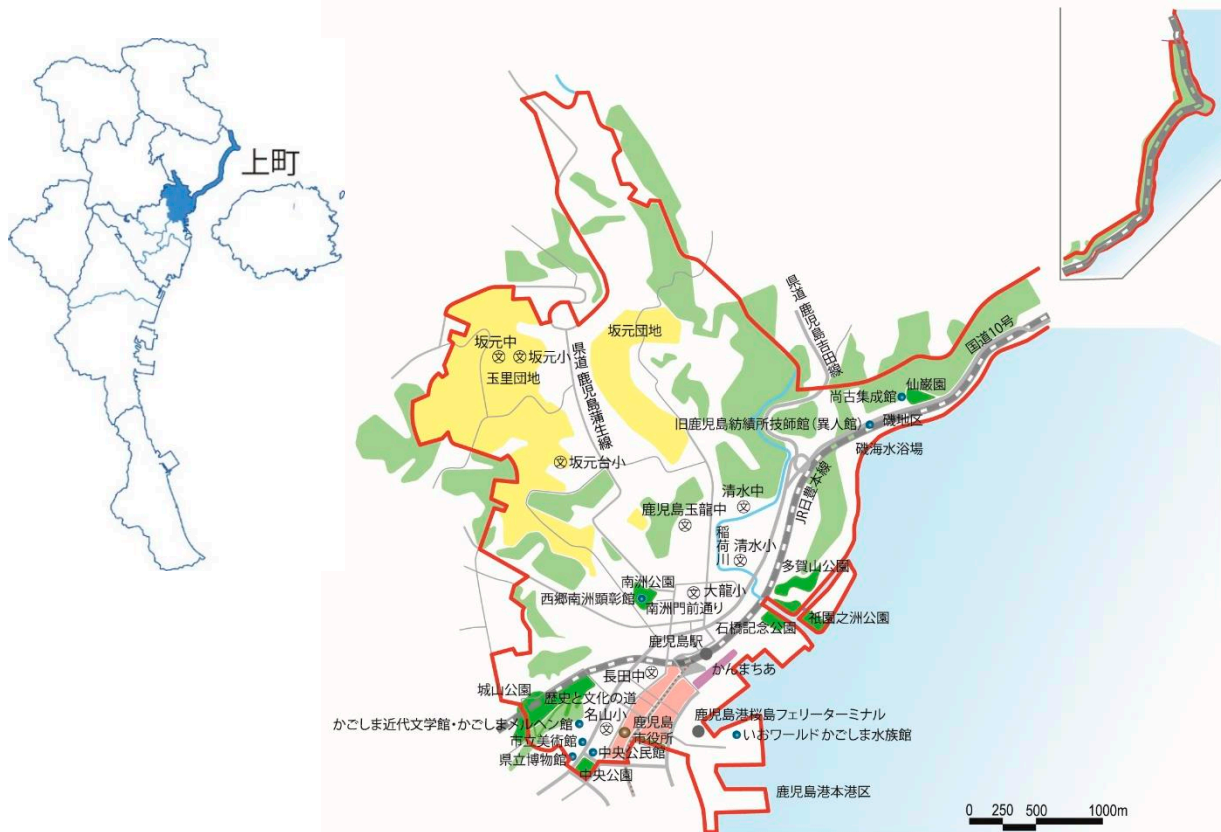 上町
県道 鹿児島吉田線
国道10号
坂元団地
坂元中
坂元小
玉里団地
県道 鹿児島蒲生線
仙巌園
尚古集成館
旧鹿児島紡績所技師館（異人館）
磯地区
磯海水浴場
JR日豊本線
坂元台小
清水中
鹿児島玉龍中
稲荷川
清水小
多賀山公園
南洲公園
大龍小
西郷南洲顕彰館
南洲門前通り
祇園之洲公園
石橋記念公園
鹿児島駅
長田中
かんまちあ
城山公園
歴史と文化の道
名山小
かごしま近代文学館・かごしまメルヘン館
鹿児島市役所
鹿児島港桜島フェリーターミナル
いおワールドかごしま水族館
市立美術館
中央公民館
県立博物館
中央公園
鹿児島港本港区
0 250 500 1000m